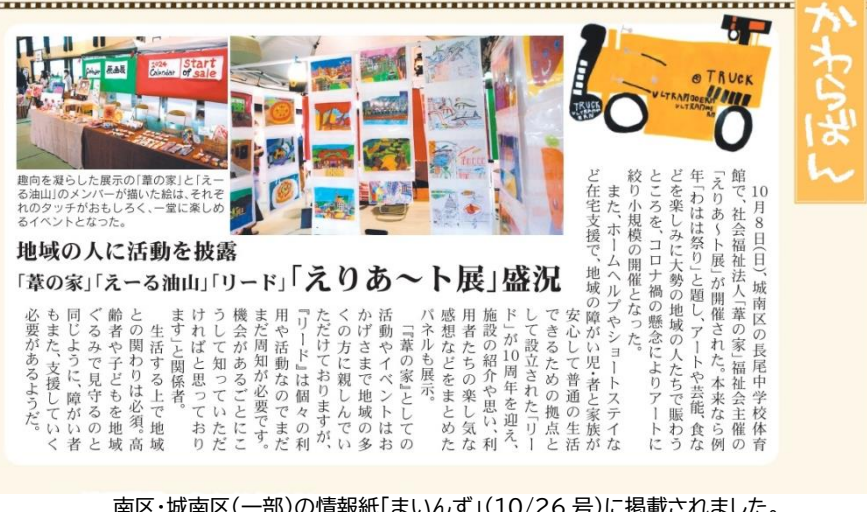 かわらばん
2024
Calendar
Start
of sale
原画展
TRUCK
ULTRAMODERN
TRUCK
趣向を凝らした展示の「葦の家」と「えー
る油山」のメンバーが描いた絵は、それぞ
れのタッチがおもしろく、一堂に楽しめ
るイベントとなった。
地域の人に活動を披露
「葦の家」「えーる油山」「リード」「えりあ〜ト展」盛況
10月8日(日)、城南区の長尾中学校体育
館で、社会福祉法人「葦の家」福祉会主催の
「えりあ〜ト展」が開催された。本来なら例
年「わはは祭り」と題し、アートや芸能、食な
どを楽しみに大勢の地域の人たちで賑わう
ところを、コロナ禍の懸念によりアートに
絞り小規模の開催となった。
また、ホームヘルプやショートステイな
ど在宅支援で、地域の障がい児・者と家族が
安心して普通の生活
できるための拠点と
して設立された「リー
ド」が10周年を迎え、
施設の紹介や思い、利
用者たちの楽し気な
感想などをまとめた
パネルも展示。
「『葦の家』としての
活動やイベントはお
かげさまで地域の多
くの方に親しんでい
ただけておりますが、
『リード』は個々の利
用や活動なのでまだ
まだ周知が必要です。
機会があるごとにこ
うして知っていただ
ければと思っており
ます」と関係者。
生活する上で地域
との関わりは必須。高
齢者や子どもを地域
ぐるみで見守るのと
同じように、障がい者
もまた、支援していく
必要があるようだ。
南区・城南区(一部)の情報紙「まいんず」(10/26号)に掲載されました。